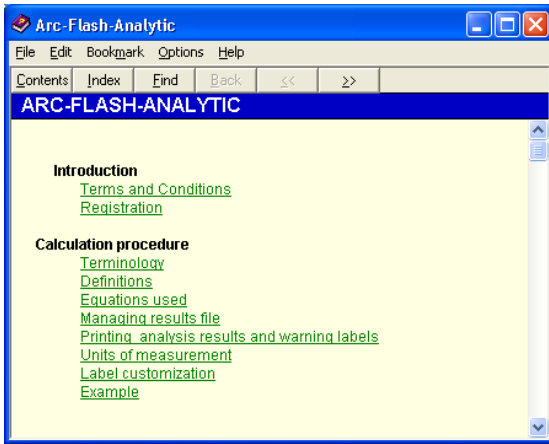 Arc-Flash-Analytic
File Edit Bookmark Options Help
Contents Index Find Back << >>
ARC-FLASH-ANALYTIC
Introduction
Terms and Conditions
Registration
Calculation procedure
Terminology
Definitions
Equations used
Managing results file
Printing analysis results and warning labels
Units of measurement
Label customization
Example